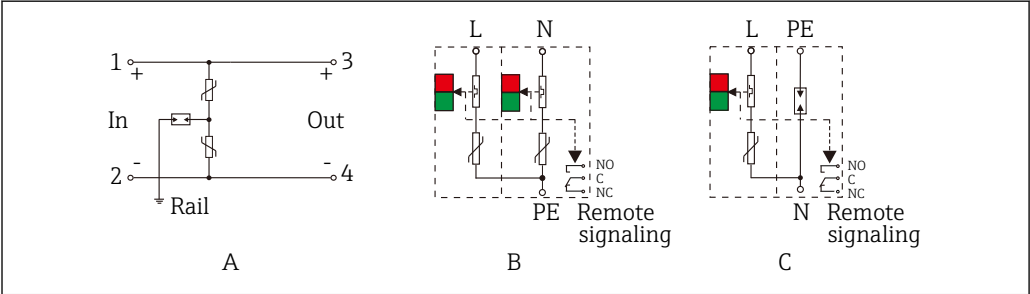 L N L PE
1 + + 3
In Out
2 - - 4
Rail
NO
C
NC
NO
C
NC
PE Remote signaling
N Remote signaling
A B C